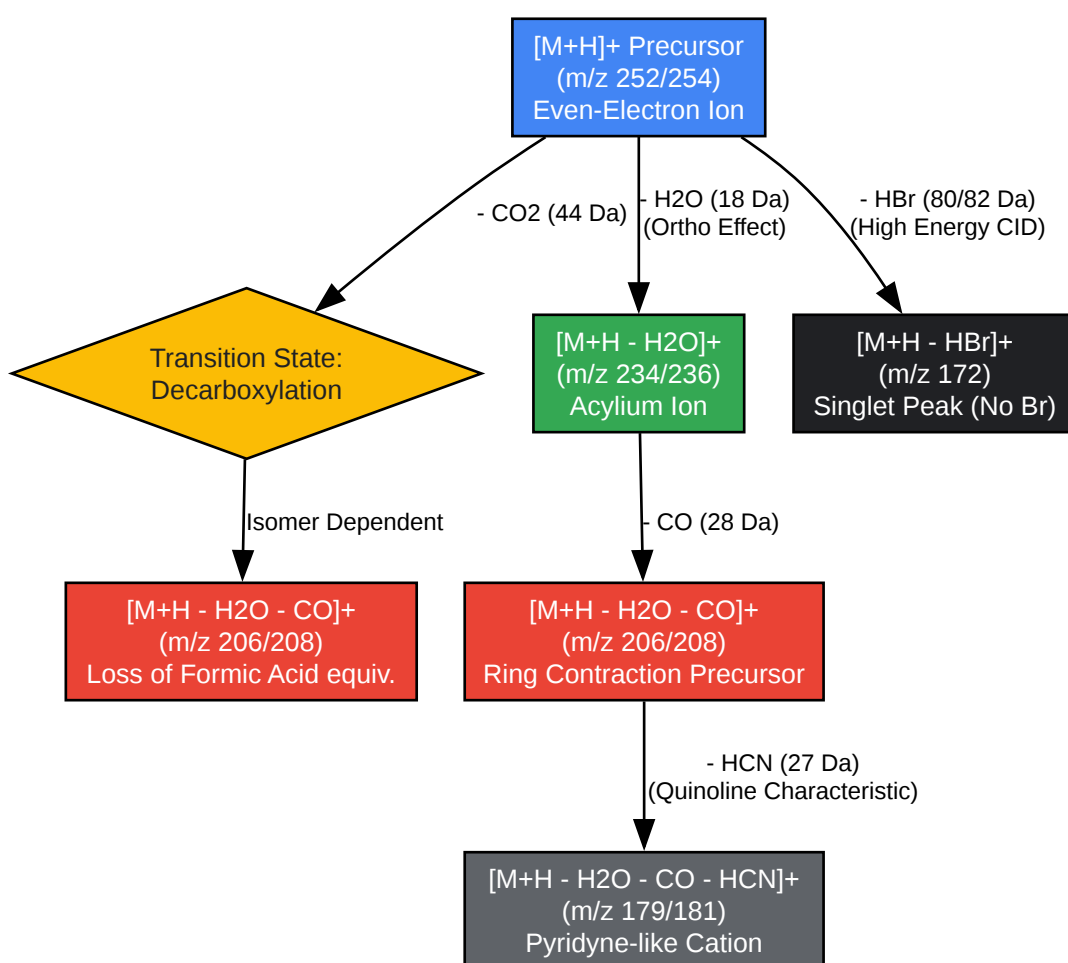 [M+H]+ Precursor
(m/z 252/254)
Even-Electron Ion
- CO2 (44 Da)
- H2O (18 Da)
(Ortho Effect)
- HBr (80/82 Da)
(High Energy CID)
Transition State:
Decarboxylation
[M+H - H2O]+
(m/z 234/236)
Acylium Ion
[M+H - HBr]+
(m/z 172)
Singlet Peak (No Br)
Isomer Dependent
- CO (28 Da)
[M+H - H2O - CO]+
(m/z 206/208)
Loss of Formic Acid equiv.
[M+H - H2O - CO]+
(m/z 206/208)
Ring Contraction Precursor
- HCN (27 Da)
(Quinoline Characteristic)
[M+H - H2O - CO - HCN]+
(m/z 179/181)
Pyridyne-like Cation